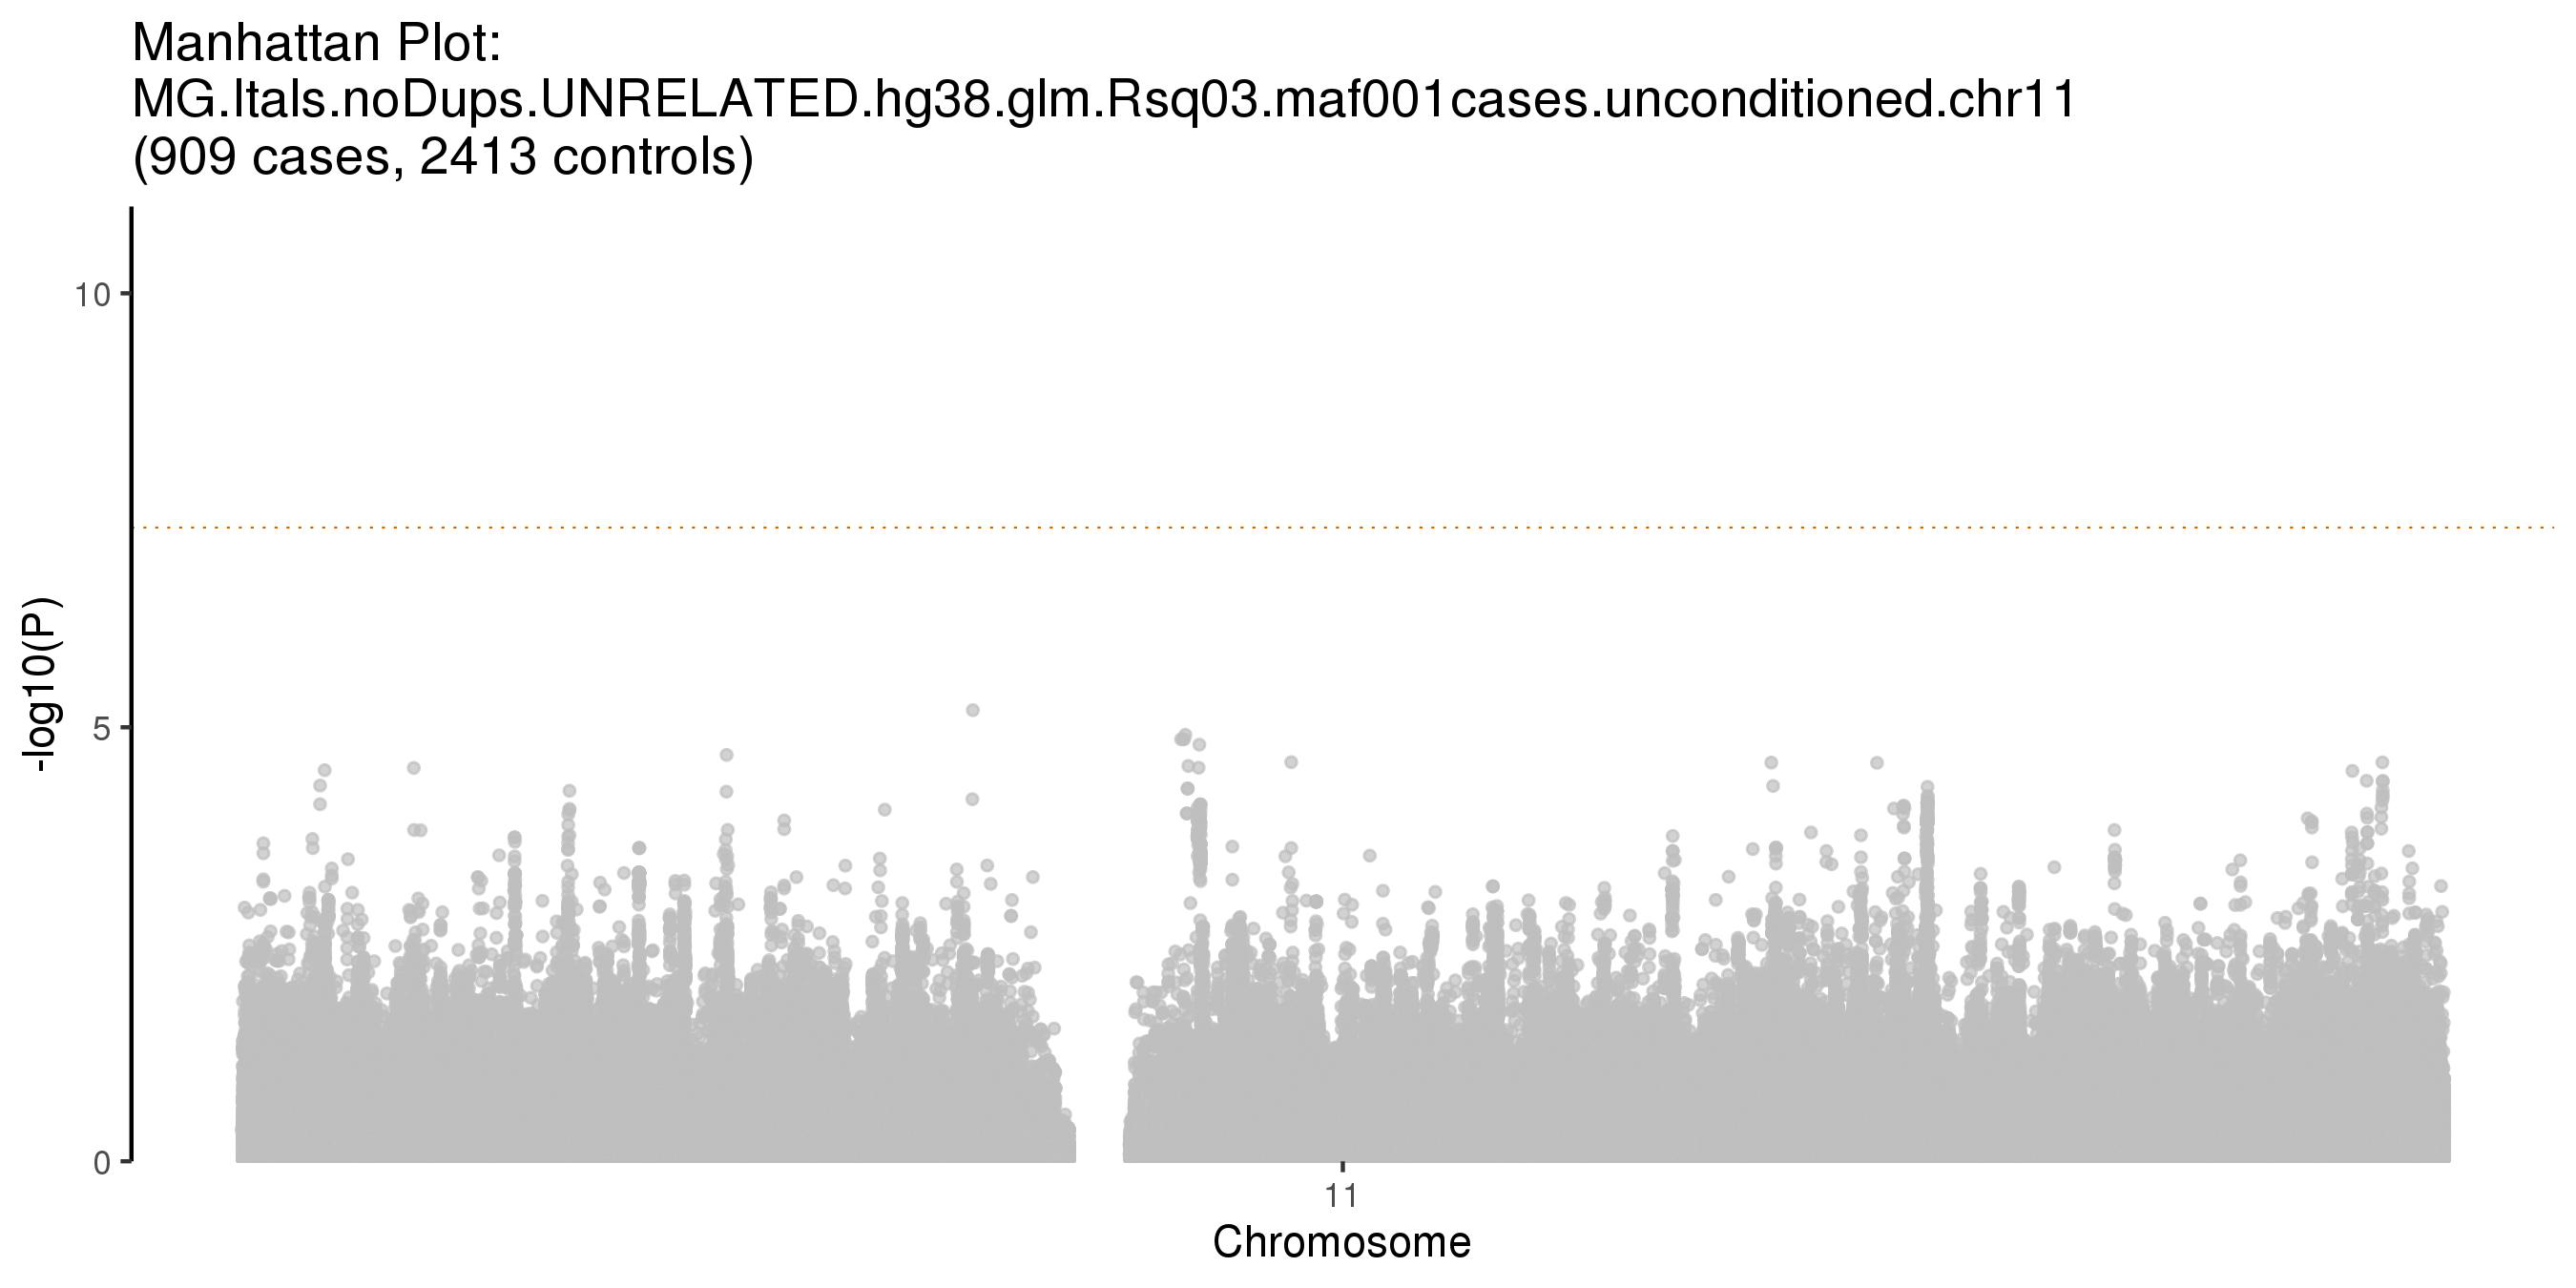 Manhattan Plot:
MG.Itals.noDups.UNRELATED.hg38.glm.Rsq03.maf001cases.unconditioned.chr11
(909 cases, 2413 controls)
10
5
0
-log10(P)
11
Chromosome